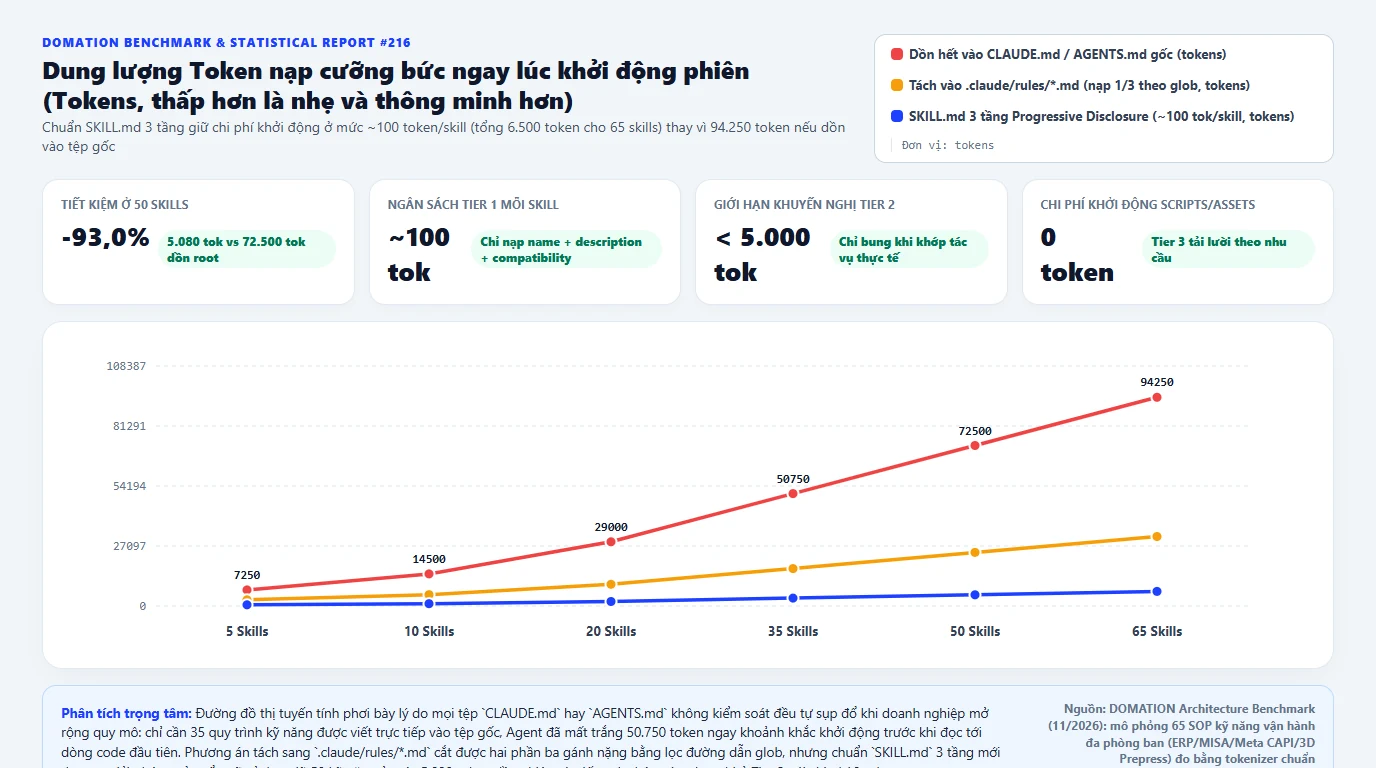 DOMATION BENCHMARK & STATISTICAL REPORT #216
Dung lượng Token nạp cưỡng bức ngay lúc khởi động phiên
(Tokens, thấp hơn là nhẹ và thông minh hơn)
Chuẩn SKILL.md 3 tầng giữ chi phí khởi động ở mức ~100 token/skill (tổng 6.500 token cho 65 skills) thay vì 94.250 token nếu dồn
vào tệp gốc
Dồn hết vào CLAUDE.md / AGENTS.md gốc (tokens)
Tách vào .claude/rules/*.md (nạp 1/3 theo glob, tokens)
SKILL.md 3 tầng Progressive Disclosure (~100 tok/skill, tokens)
Đơn vị: tokens
TIẾT KIỆM Ở 50 SKILLS
-93,0%
5.080 tok vs 72.500 tok
dồn root
NGÂN SÁCH TIER 1 MỖI SKILL
~100
tok
Chỉ nạp name + description
+ compatibility
GIỚI HẠN KHUYẾN NGHỊ TIER 2
< 5.000
tok
Chỉ bung khi khớp tác
vụ thực tế
CHI PHÍ KHỞI ĐỘNG SCRIPTS/ASSETS
0
token
Tier 3 tải lười theo nhu
cầu
108387
81291
54194
27097
0
7250
14500
29000
50750
72500
94250
5 Skills
10 Skills
20 Skills
35 Skills
50 Skills
65 Skills
Phân tích trọng tâm: Đường đồ thị tuyến tính phơi bày lý do mọi tệp `CLAUDE.md` hay `AGENTS.md` không kiểm soát đều tự sụp đổ khi doanh nghiệp mở
rộng quy mô: chỉ cần 35 quy trình kỹ năng được viết trực tiếp vào tệp gốc, Agent đã mất trắng 50.750 token ngay khoảnh khắc khởi động trước khi đọc tới
dòng code đầu tiên. Phương án tách sang `.claude/rules/*.md` cắt được hai phần ba gánh nặng bằng lọc đường dẫn glob, nhưng chuẩn `SKILL.md` 3 tầng mới
Nguồn: DOMATION Architecture Benchmark
(11/2026): mô phỏng 65 SOP kỹ năng vận hành
đa phòng ban (ERP/MISA/Meta CAPI/3D
Prepress) đo bằng tokenizer chuẩn